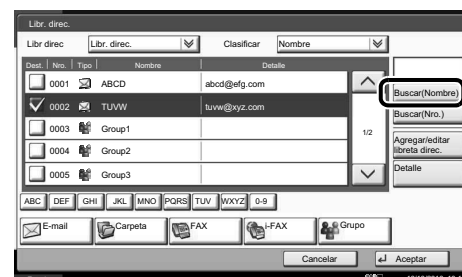 Libr. direc.
Libr direc Libr. direc. Clasificar Nombre
Dest. Nro. Tipo Nombre Detalle
0001 ABCD abcd@efg.com
0002 TUVW tuvw@xyz.com
0003 Group1
0004 Group2
0005 Group3
1/2
Buscar(Nombre)
Buscar(Nro.)
Agregar/editar
libreta direc.
Detalle
ABC DEF GHI JKL MNO PQRS TUV WXYZ 0-9
E-mail Carpeta FAX i-FAX Grupo
Cancelar Aceptar